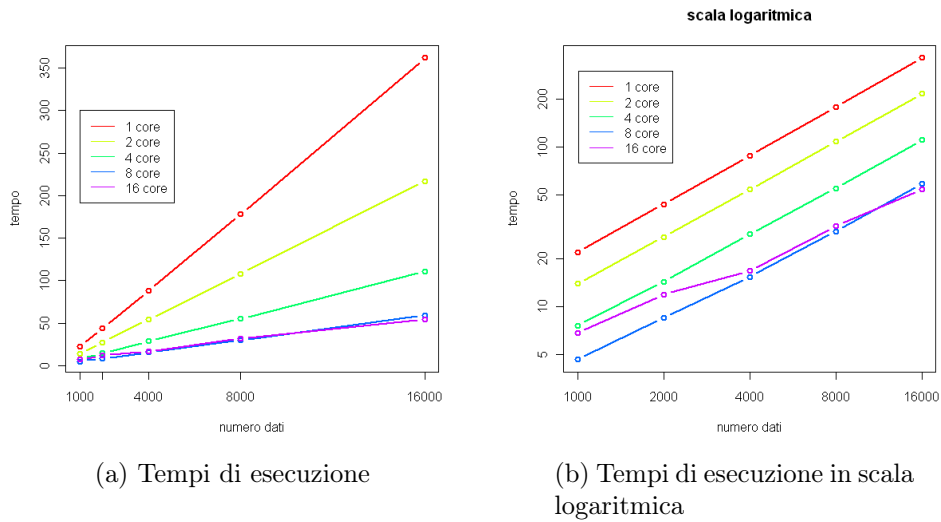 tempo
350
300
250
200
150
100
50
0
1 core
2 core
4 core
8 core
16 core
1000
4000
8000
16000
numero dati
(a) Tempi di esecuzione
scala logaritmica
tempo
200
100
50
20
10
5
1 core
2 core
4 core
8 core
16 core
1000
2000
4000
8000
16000
numero dati
(b) Tempi di esecuzione in scala
logaritmica